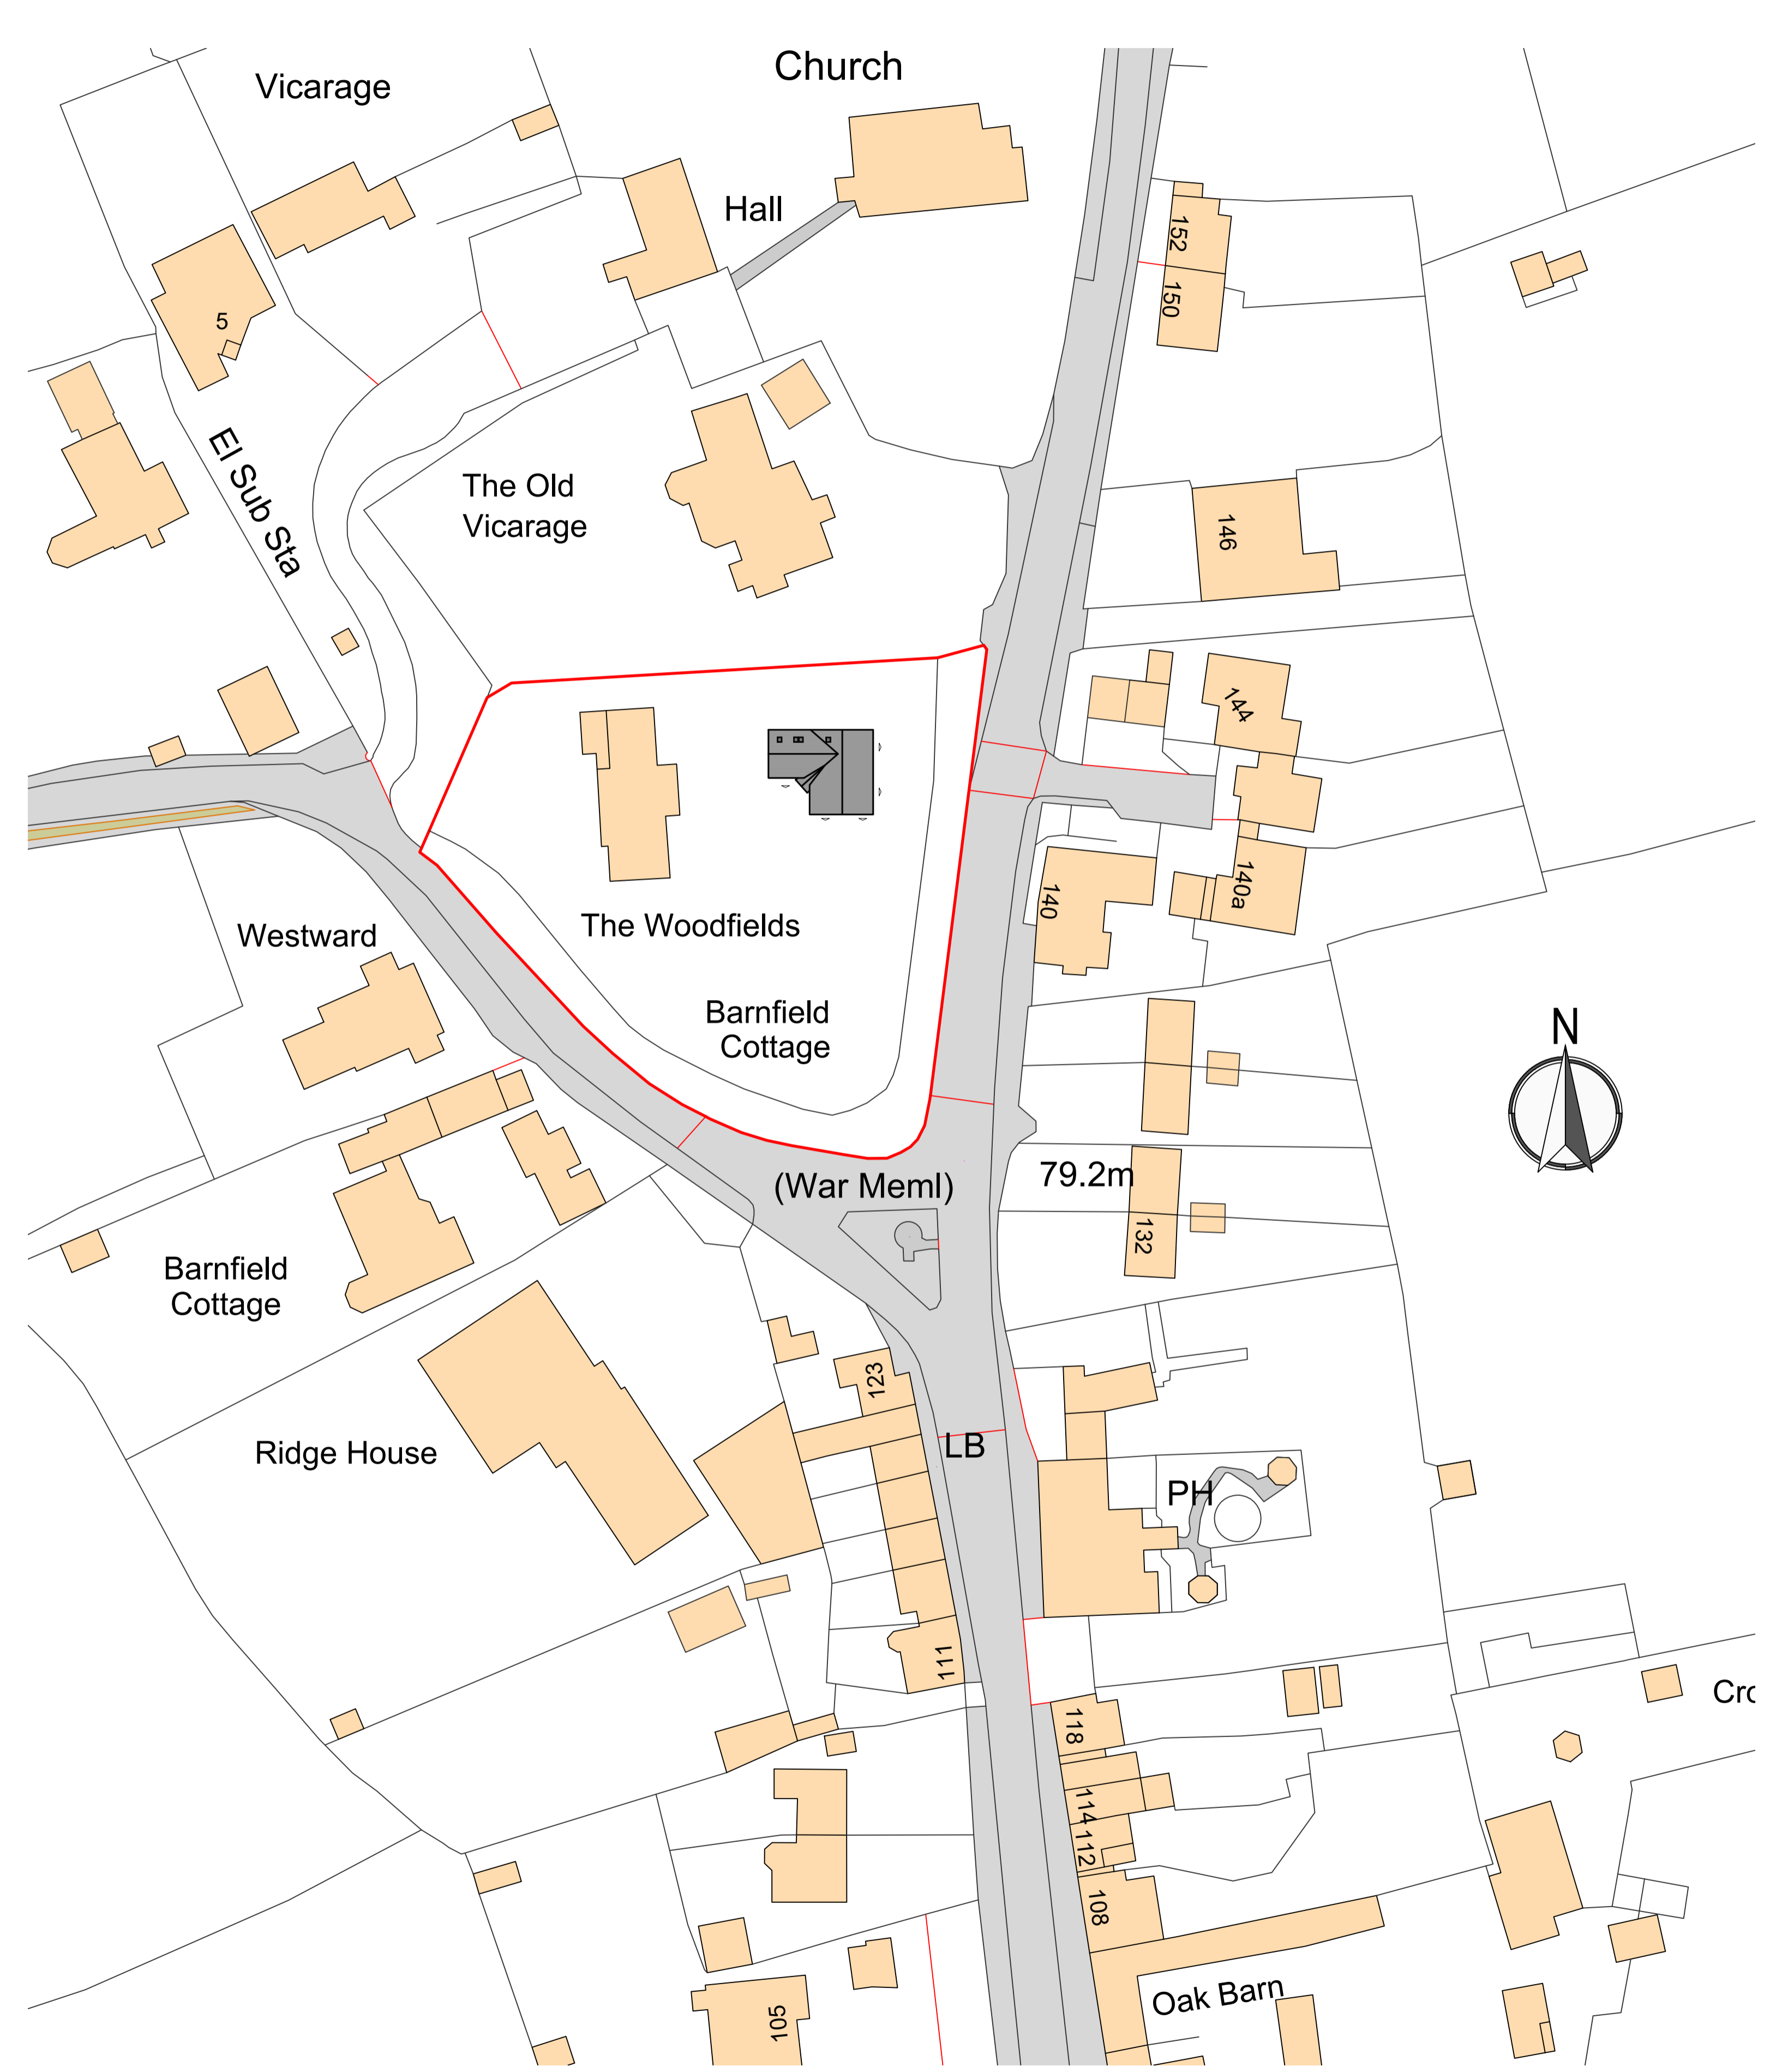 Church
Vicarage
Hall
152
150
5
El Sub Sta
The Old
Vicarage
146
144
140a
140
The Woodfields
Westward
Barnfield
Cottage
N
79.2m
(War Meml)
132
Barnfield
Cottage
123
Ridge House
LB
PH
111
Cro
118
114
112
108
Oak Barn
105